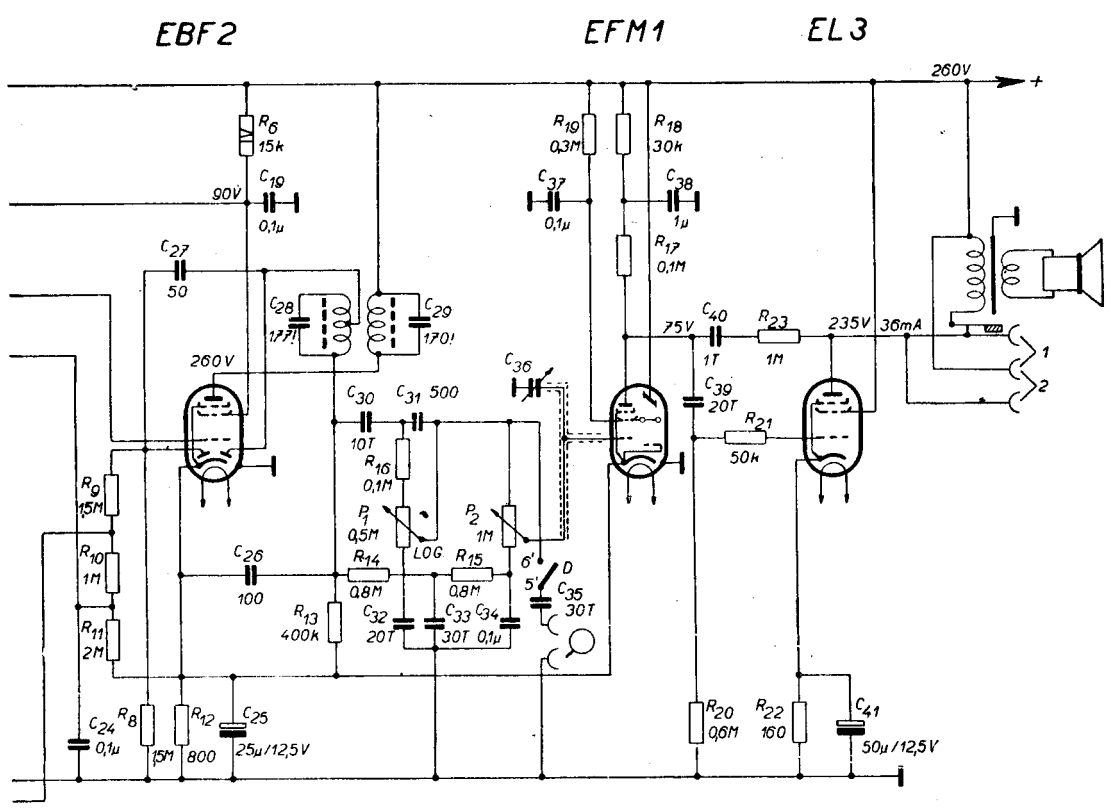 EBF2
EFM1
EL3
260V
+
R6
15k
R19
0,3M
R18
30k
90V
C19
0,1µ
C37
0,1µ
C38
1µ
R17
0,1M
C27
50
C28
177!
C29
170!
75V
C40
1T
R23
1M
235V
36mA
1
2
260V
C36
C30
10T
C31
500
C39
20T
R21
50k
R16
0,1M
R9
1,5M
P1
0,5M
LOG
P2
1M
R10
1M
C26
100
R14
0,8M
R15
0,8M
6'
5'
D
C35
30T
R11
2M
R13
400k
C32
20T
C33
30T
C34
0,1µ
C24
0,1µ
R8
1,5M
R12
800
C25
25µ/12,5V
R20
0,6M
R22
160
C41
50µ/12,5V